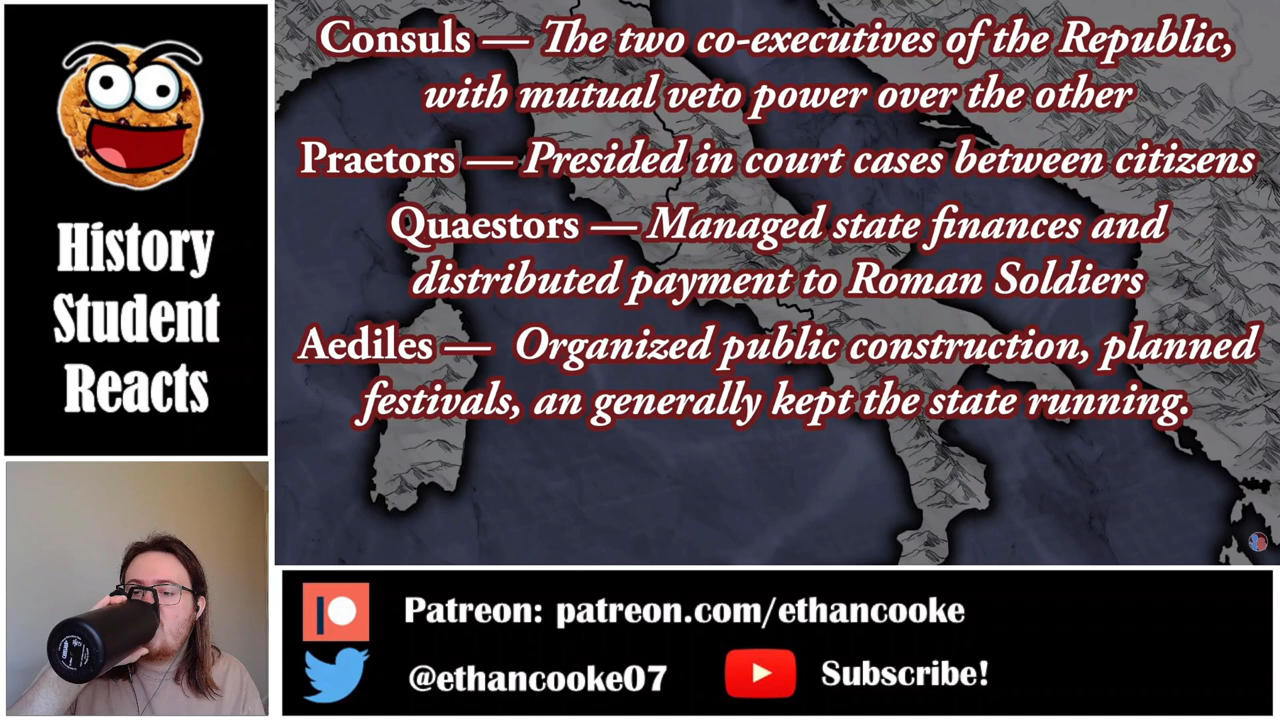 Consuls — The two co-executives of the Republic,
with mutual veto power over the other
Praetors — Presided in court cases between citizens
Quaestors — Managed state finances and
distributed payment to Roman Soldiers
Aediles — Organized public construction, planned
festivals, an generally kept the state running.
History
Student
Reacts
Patreon: patreon.com/ethancooke
@ethancooke07
Subscribe!